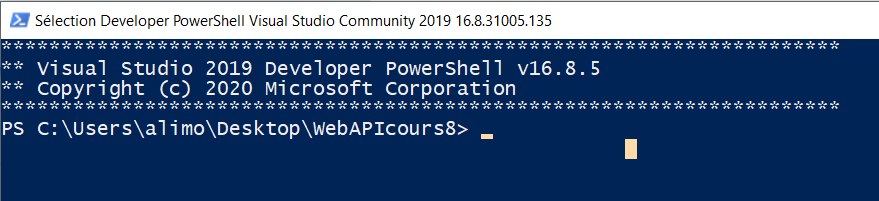 Sélection Developer PowerShell Visual Studio Community 2019 16.8.31005.135
**********************************************************************
** Visual Studio 2019 Developer PowerShell v16.8.5
** Copyright (c) 2020 Microsoft Corporation
**********************************************************************
PS C:\Users\alimo\Desktop\WebAPIcours8> _